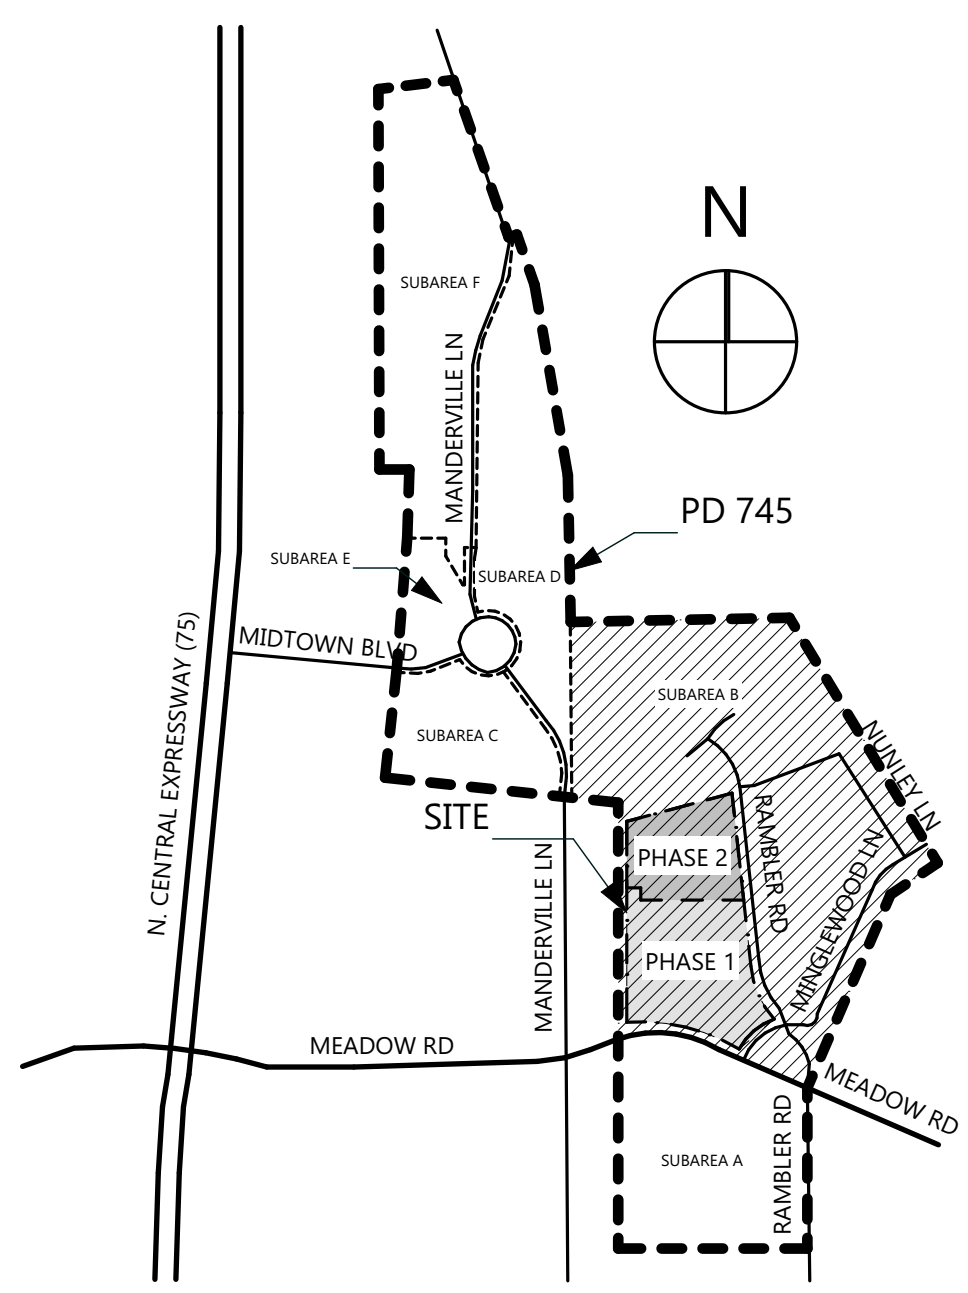 N
SUBAREA F
MANDERVILLE LN
PD 745
SUBAREA E
SUBAREA D
N. CENTRAL EXPRESSWAY (75)
MIDTOWN BLVD
SUBAREA B
SUBAREA C
NUNLEY LN
SITE
RAMBLER RD
PHASE 2
MINGLEWOOD LN
MANDERVILLE LN
PHASE 1
MEADOW RD
MEADOW RD
SUBAREA A
RAMBLER RD